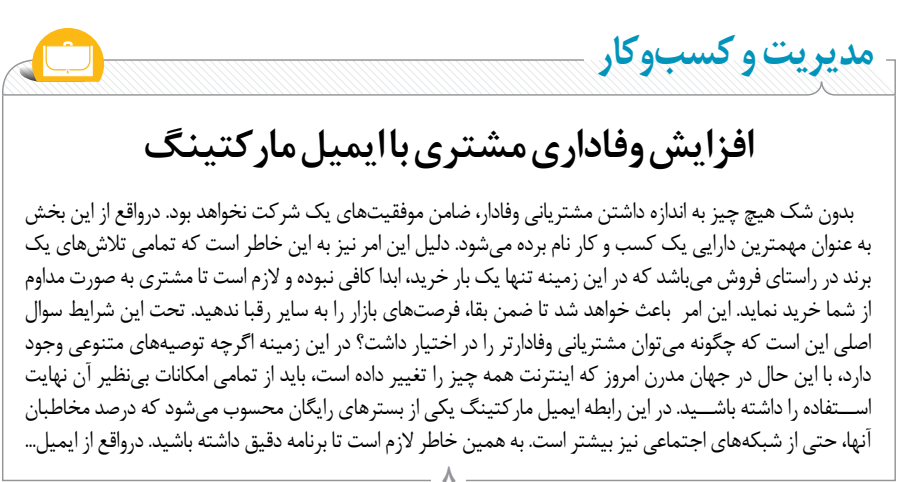 مدیریت و کسب‌وکار
افزایش وفاداری مشتری با ایمیل مارکتینگ
بدون شک هیچ چیز به اندازه داشتن مشتریانی وفادار، ضامن موفقیت‌های یک شرکت نخواهد بود. درواقع از این بخش
به عنوان مهمترین دارایی یک کسب و کار نام برده می‌شود. دلیل این امر نیز به این خاطر است که تمامی تلاش‌های یک
برند در راستای فروش می‌باشد که در این زمینه تنها یک بار خرید، ابدا کافی نبوده و لازم است تا مشتری به صورت مداوم
از شما خرید نماید. این امر باعث خواهد شد تا ضمن بقا، فرصت‌های بازار را به سایر رقبا ندهید. تحت این شرایط سوال
اصلی این است که چگونه می‌توان مشتریانی وفادارتر را در اختیار داشت؟ در این زمینه اگرچه توصیه‌های متنوعی وجود
دارد، با این حال در جهان مدرن امروز که اینترنت همه چیز را تغییر داده است، باید از تمامی امکانات بی‌نظیر آن نهایت
اســتفاده را داشته باشــید. در این رابطه ایمیل مارکتینگ یکی از بسترهای رایگان محسوب می‌شود که درصد مخاطبان
آنها، حتی از شبکه‌های اجتماعی نیز بیشتر است. به همین خاطر لازم است تا برنامه دقیق داشته باشید. درواقع از ایمیل...
۸